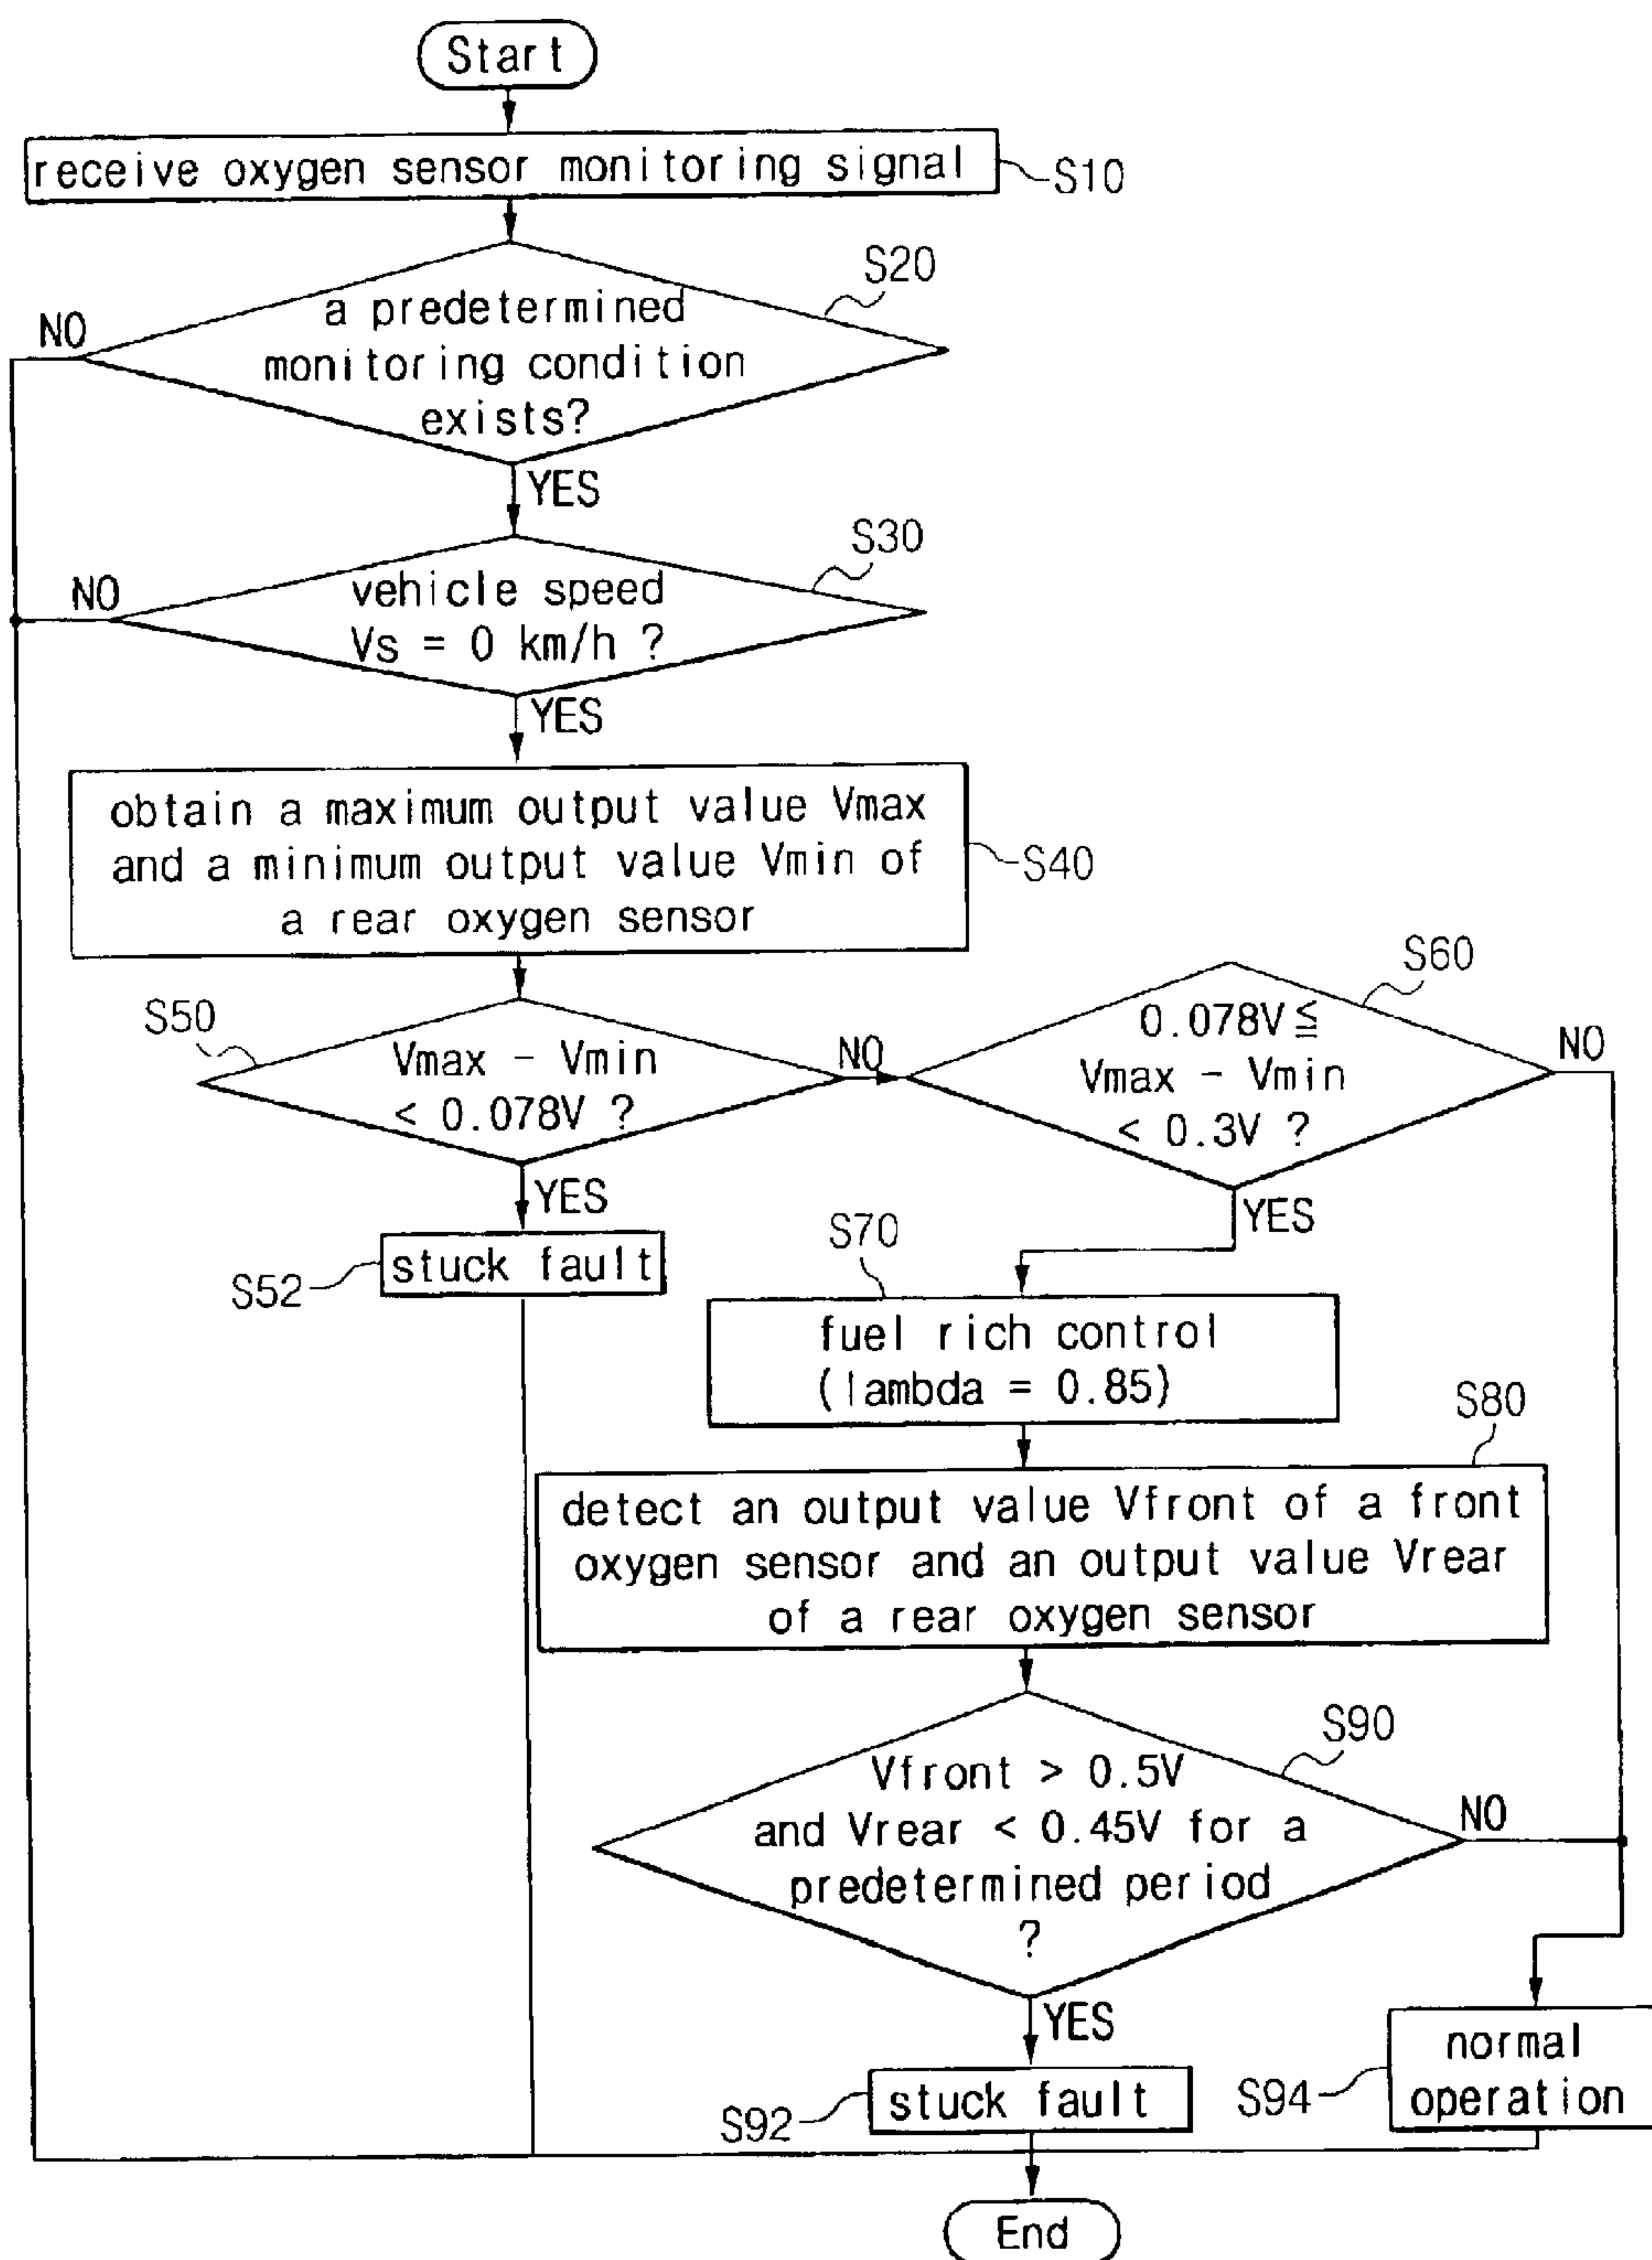 Start
receive oxygen sensor monitoring signal
S10
S20
a predetermined
monitoring condition
exists?
NO
YES
S30
vehicle speed
Vs = 0 km/h ?
NO
YES
obtain a maximum output value Vmax
and a minimum output value Vmin of
a rear oxygen sensor
S40
S50
Vmax - Vmin
< 0.078V ?
NO
YES
S60
0.078V≦
Vmax - Vmin
< 0.3V ?
NO
YES
stuck fault
S52
S70
fuel rich control
(lambda = 0.85)
S80
detect an output value Vfront of a front
oxygen sensor and an output value Vrear
of a rear oxygen sensor
S90
Vfront > 0.5V
and Vrear < 0.45V for a
predetermined period
?
NO
YES
stuck fault
S92
normal
operation
S94
End